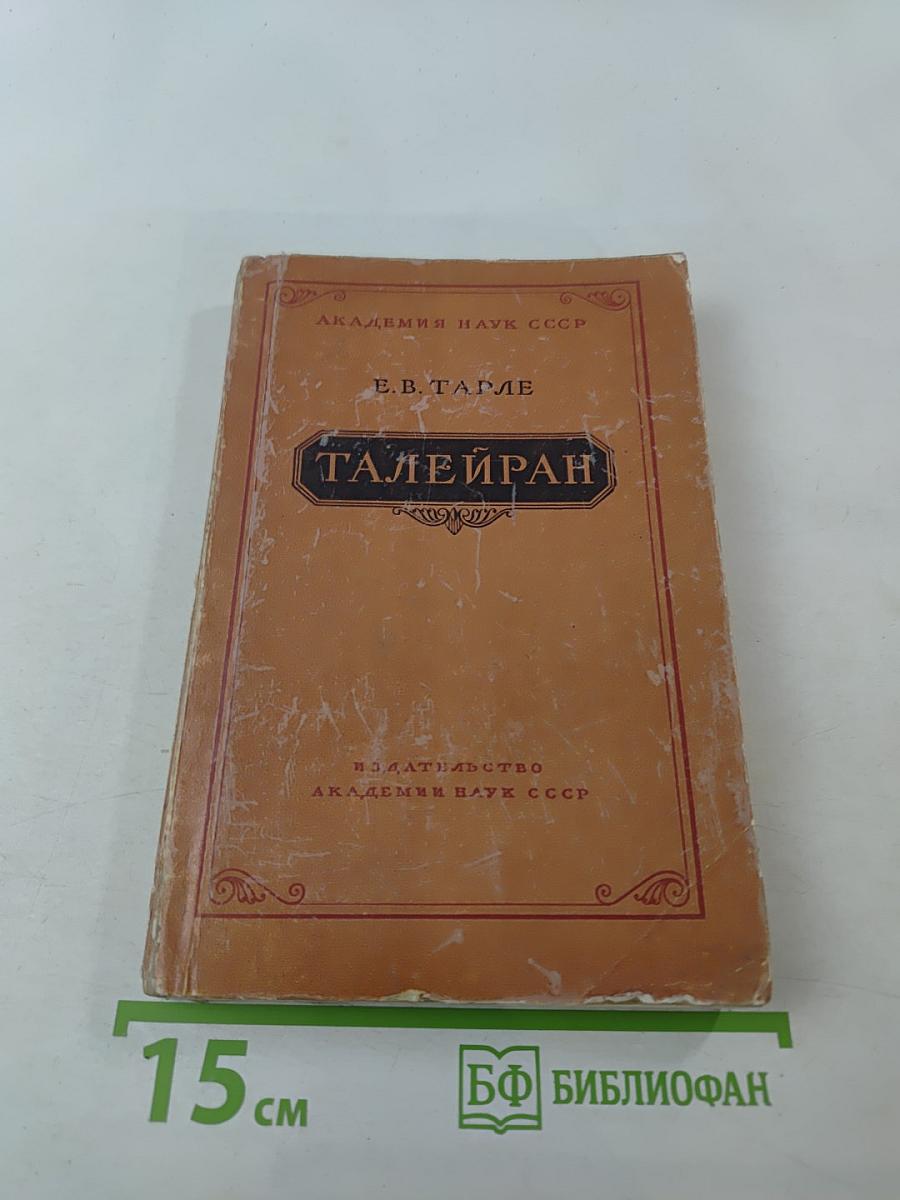 АКАДЕМИЯ НАУК СССР
Е. В. ТАРЛЕ
ТАЛЕЙРАН
ИЗДАТЕЛЬСТВО
АКАДЕМИИ НАУК СССР
15 см
БФ БИБЛИОФАН